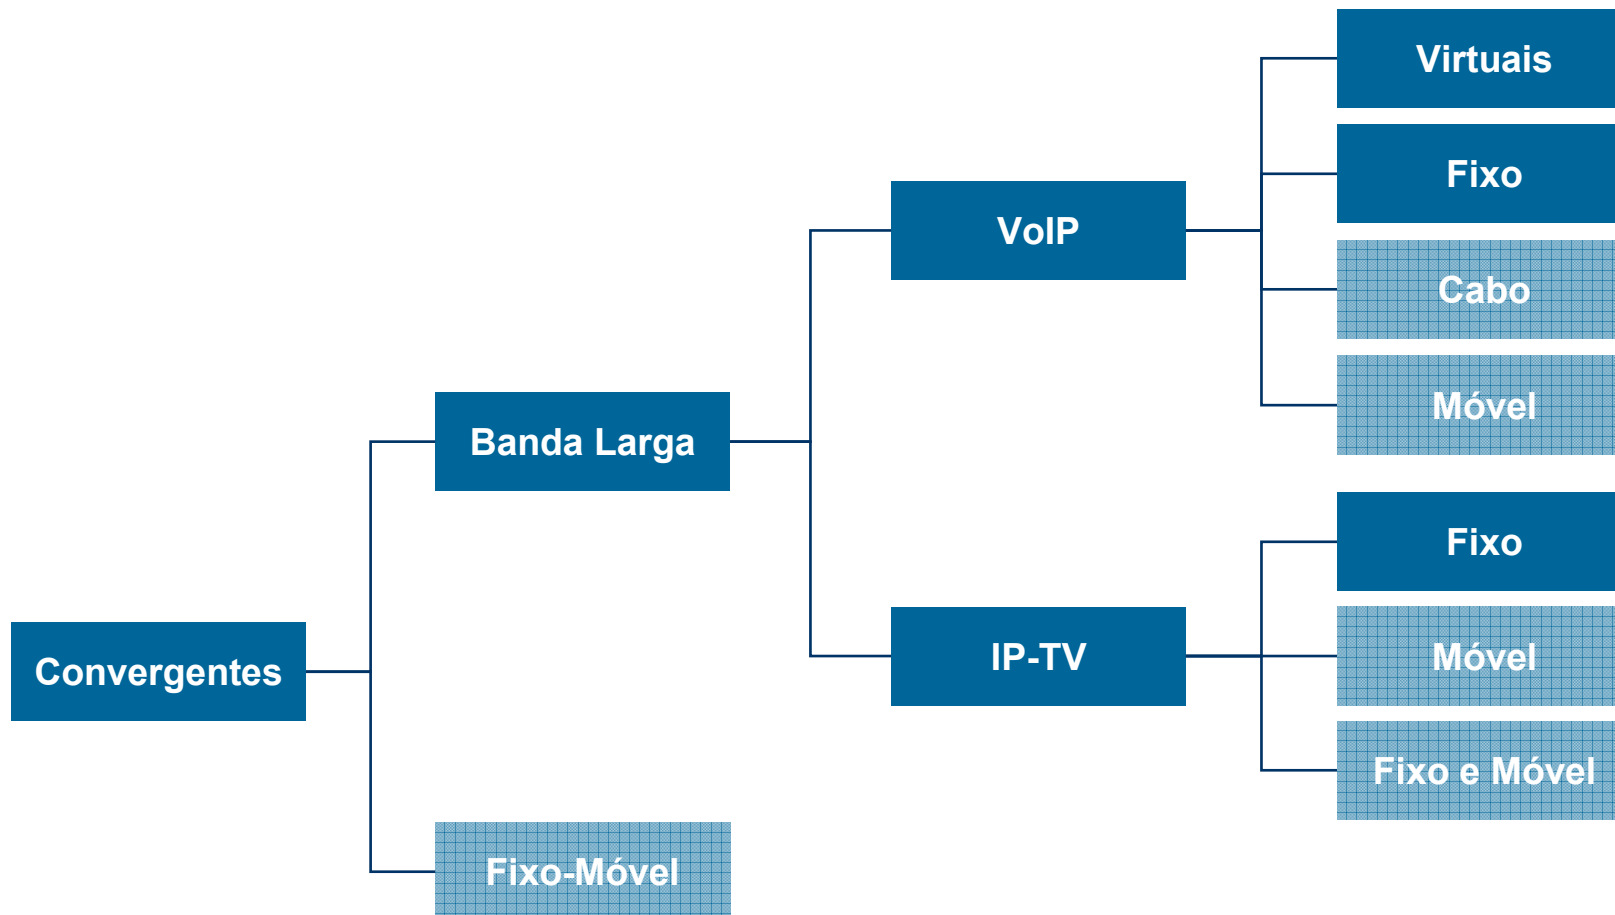 Virtuais
Fixo
VoIP
Cabo
Móvel
Banda Larga
Fixo
IP-TV
Móvel
Convergentes
Fixo e Móvel
Fixo-Móvel